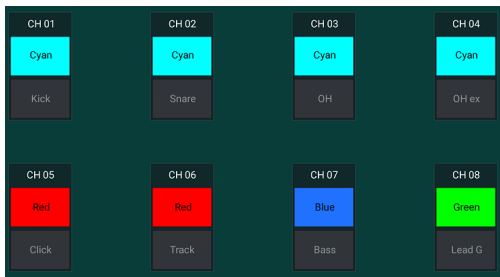 CH 01 CH 02 CH 03 CH 04
Cyan Cyan Cyan Cyan
Kick Snare OH OH ex
CH 05 CH 06 CH 07 CH 08
Red Red Blue Green
Click Track Bass Lead G